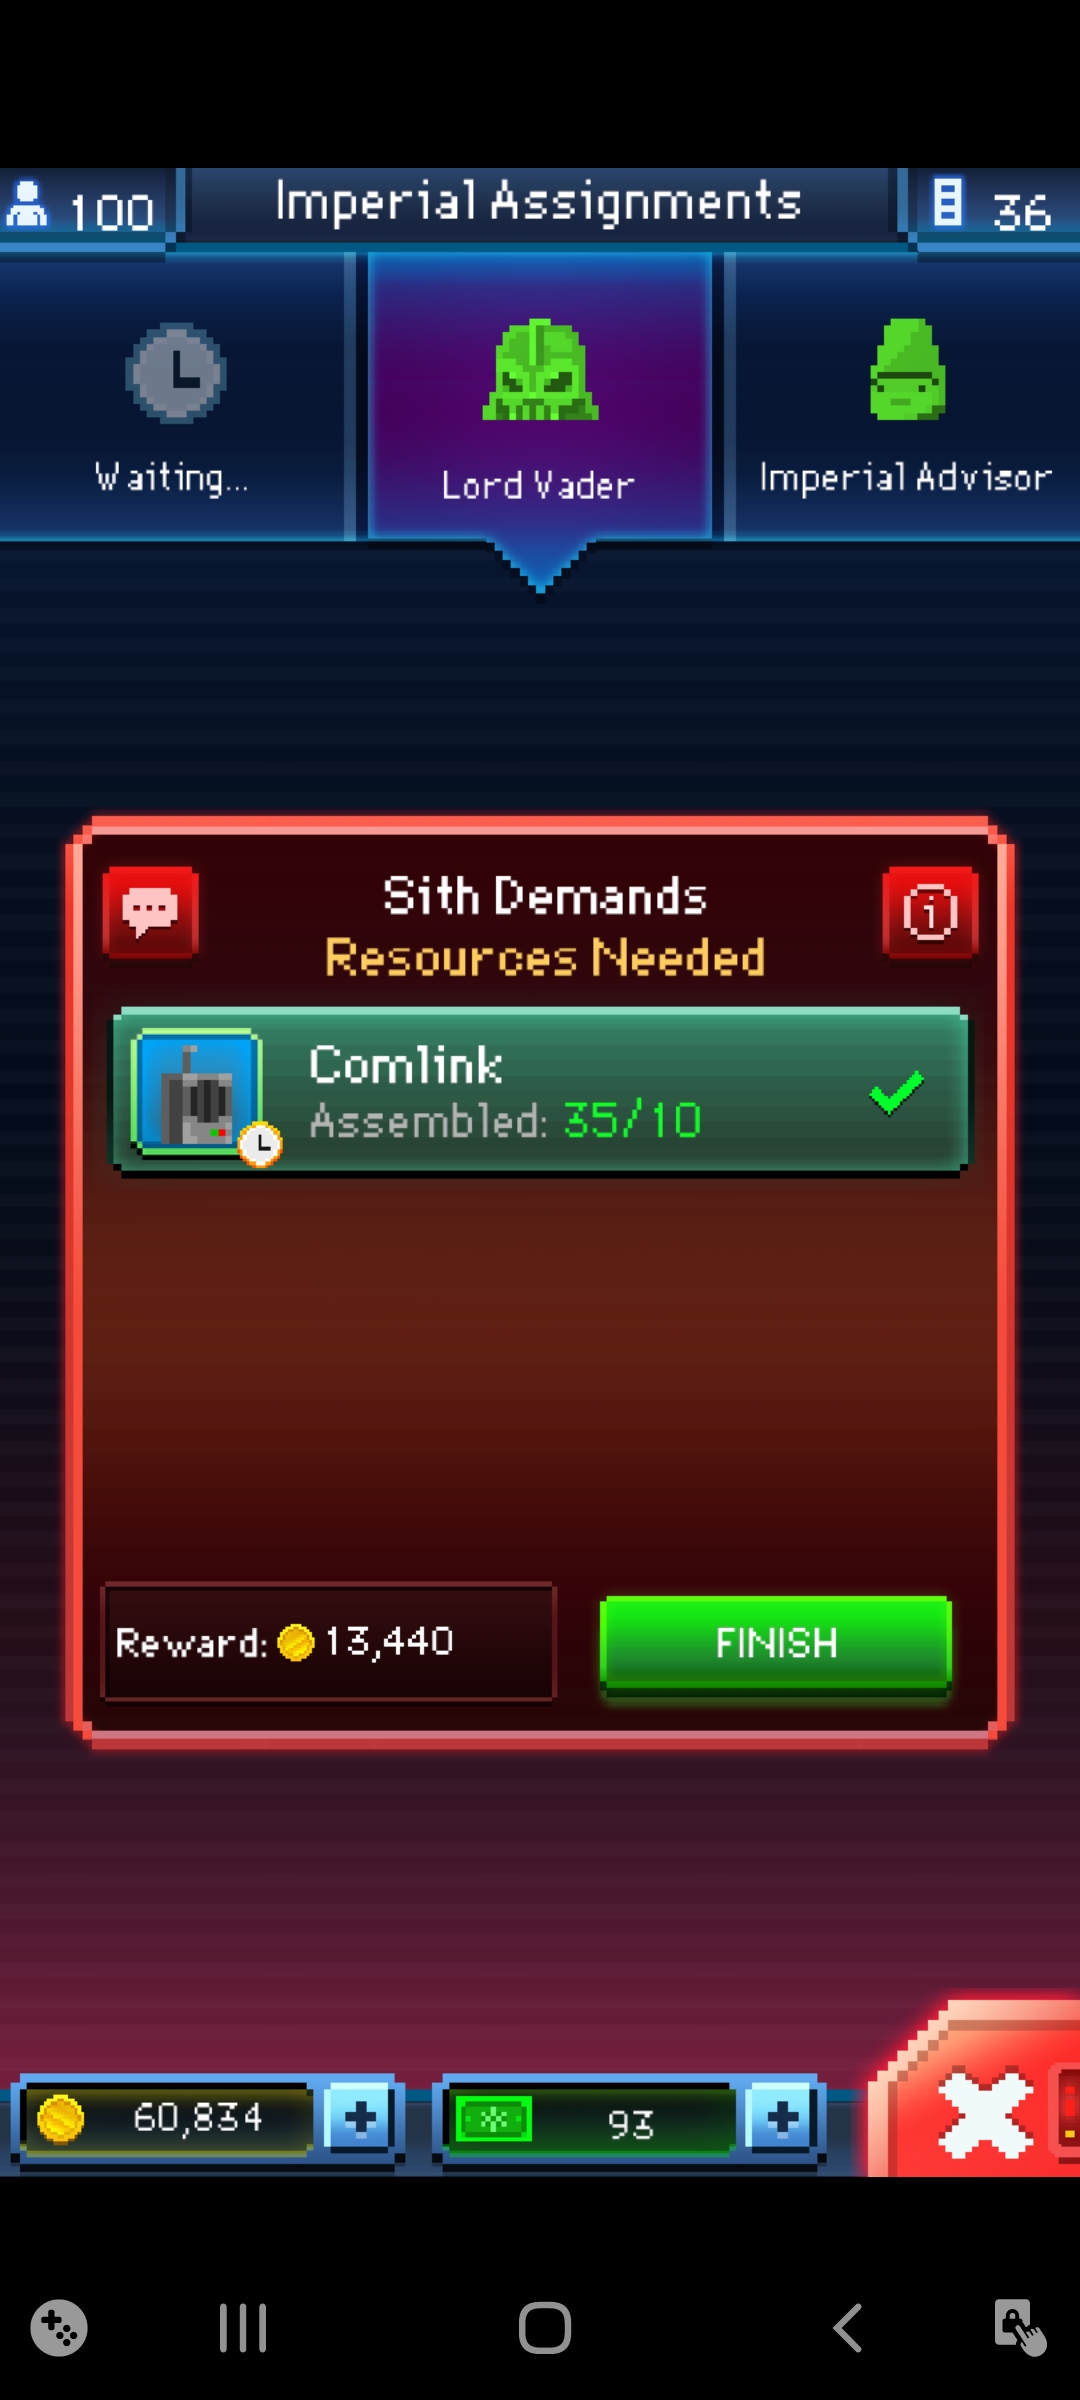 100
Imperial Assignments
36
Waiting...
Lord Vader
Imperial Advisor
Sith Demands
Resources Needed
Comlink
Assembled: 35/10
Reward: 13,440
FINISH
60,834
93